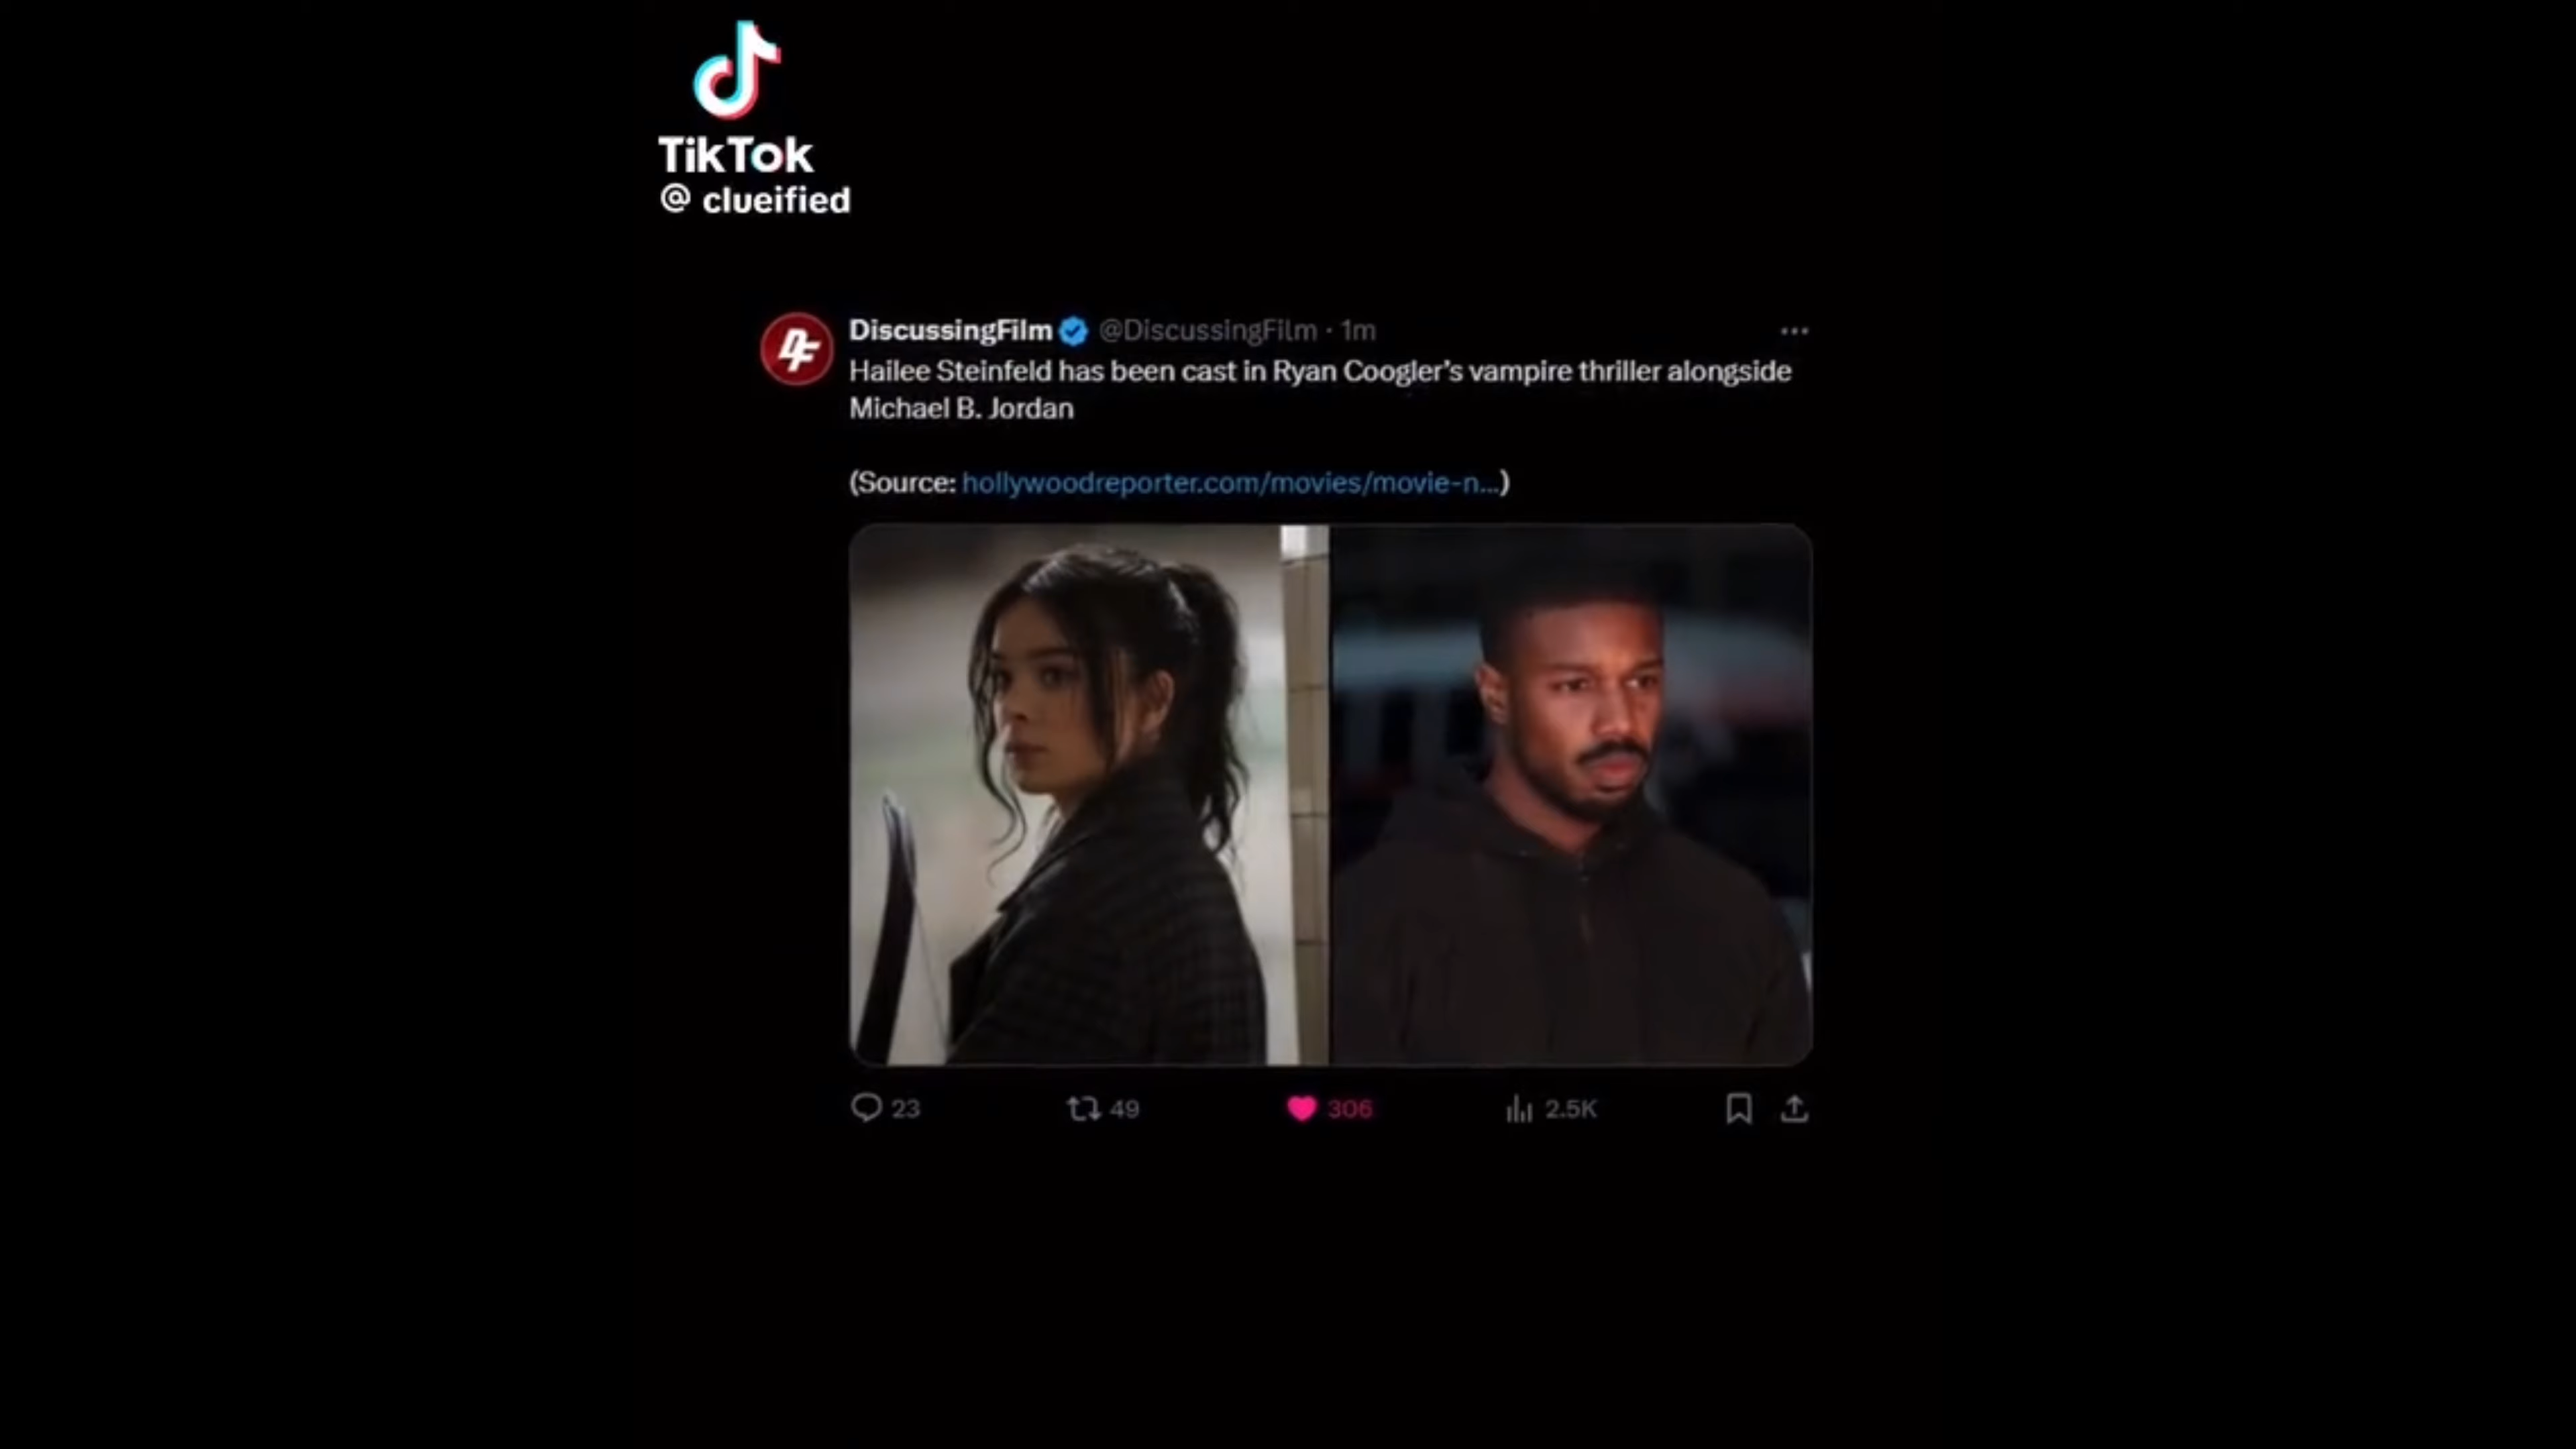 TikTok
@ clueified
DiscussingFilm @DiscussingFilm · 1m
Hailee Steinfeld has been cast in Ryan Coogler’s vampire thriller alongside
Michael B. Jordan
(Source: hollywoodreporter.com/movies/movie-n...)
23 49 306 2.5K